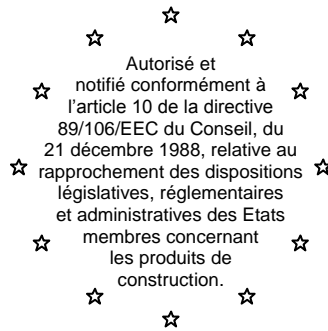 Autorisé et
notifié conformément à
l'article 10 de la directive
89/106/EEC du Conseil, du
21 décembre 1988, relative au
rapprochement des dispositions
législatives, réglementaires
et administratives des Etats
membres concernant
les produits de
construction.